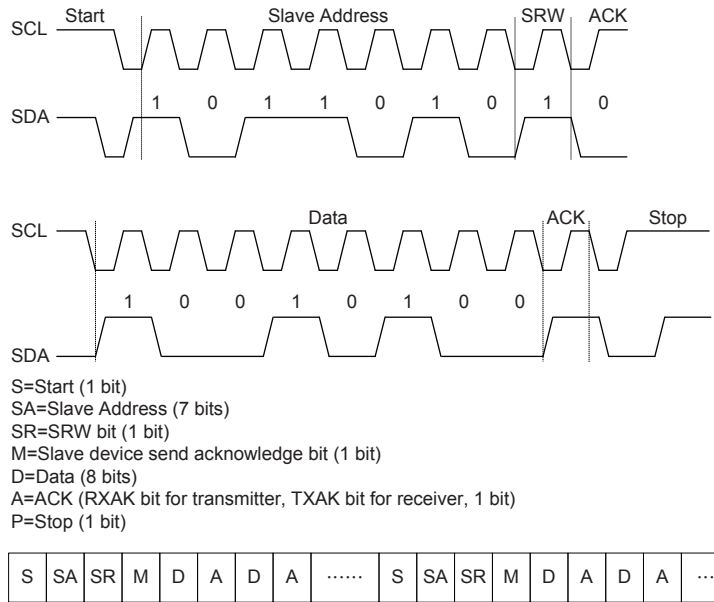 Start Slave Address SRW ACK
SCL
1 0 1 1 0 1 0 1 0
SDA
Data ACK Stop
SCL
1 0 0 1 0 1 0 0
SDA
S=Start (1 bit)
SA=Slave Address (7 bits)
SR=SRW bit (1 bit)
M=Slave device send acknowledge bit (1 bit)
D=Data (8 bits)
A=ACK (RXAK bit for transmitter, TXAK bit for receiver, 1 bit)
P=Stop (1 bit)
S SA SR M D A D A ······ S SA SR M D A D A ···